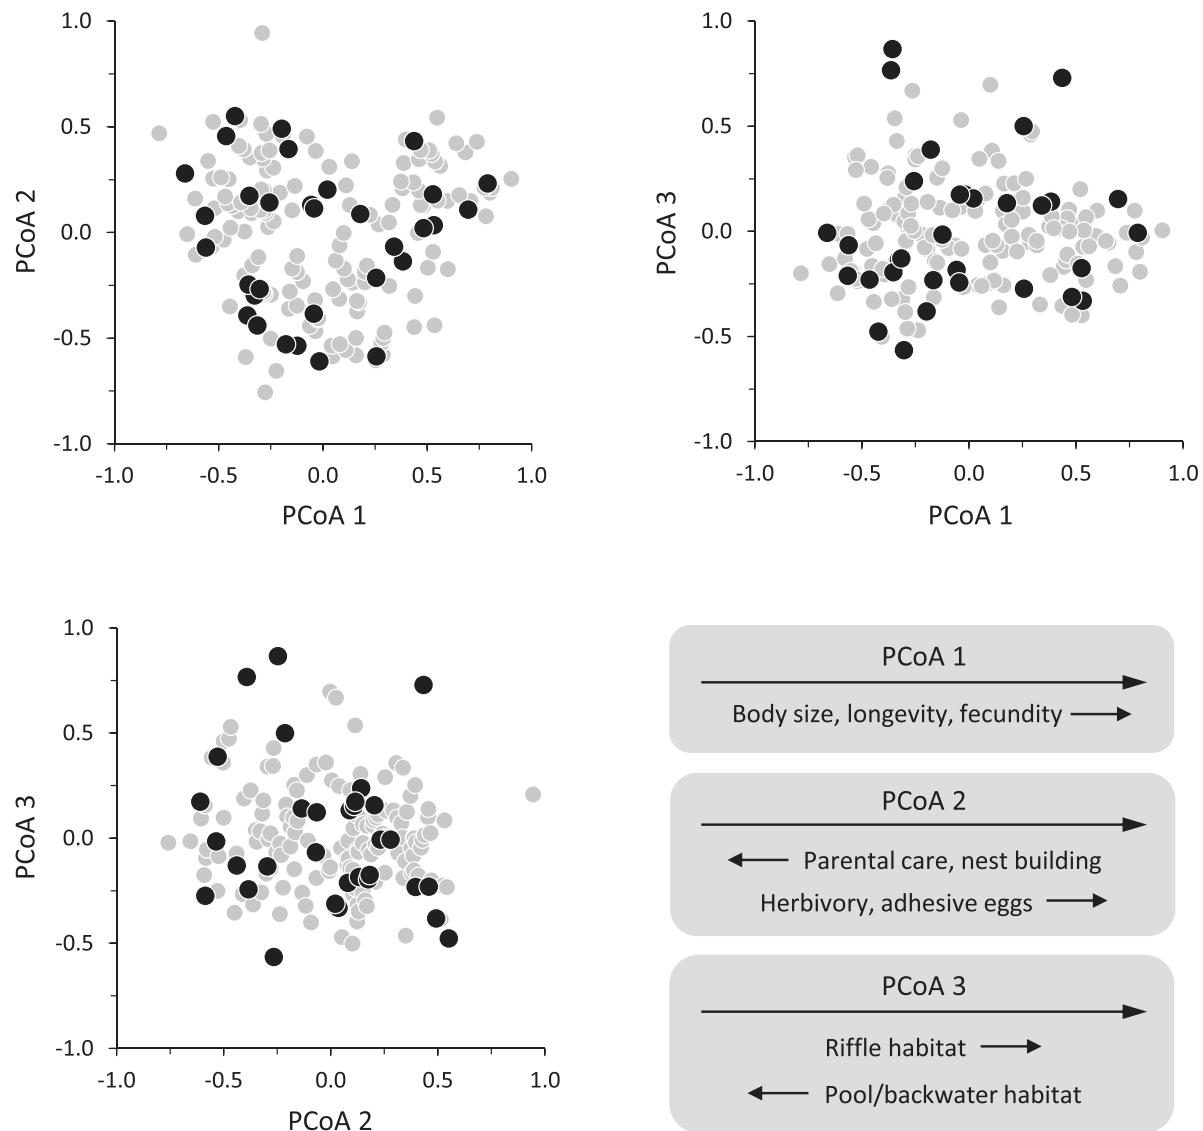 1.0
0.5
0.0
-0.5
-1.0
PCoA 2
-1.0 -0.5 0.0 0.5 1.0
PCoA 1
1.0
0.5
0.0
-0.5
-1.0
PCoA 3
-1.0 -0.5 0.0 0.5 1.0
PCoA 1
1.0
0.5
0.0
-0.5
-1.0
PCoA 3
-1.0 -0.5 0.0 0.5 1.0
PCoA 2
PCoA 1
Body size, longevity, fecundity
PCoA 2
Parental care, nest building
Herbivory, adhesive eggs
PCoA 3
Riffle habitat
Pool/backwater habitat